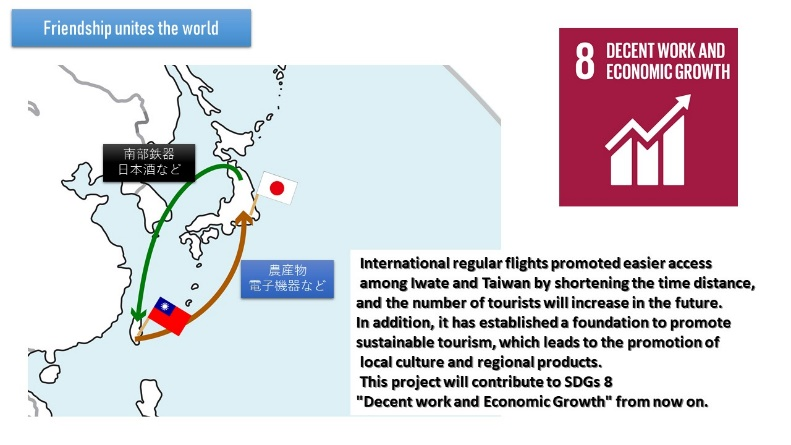 Friendship unites the world
8 DECENT WORK AND
ECONOMIC GROWTH
南部鉄器
日本酒など
農産物
電子機器など
International regular flights promoted easier access
among Iwate and Taiwan by shortening the time distance,
and the number of tourists will increase in the future.
In addition, it has established a foundation to promote
sustainable tourism, which leads to the promotion of
local culture and regional products.
This project will contribute to SDGs 8
"Decent work and Economic Growth" from now on.